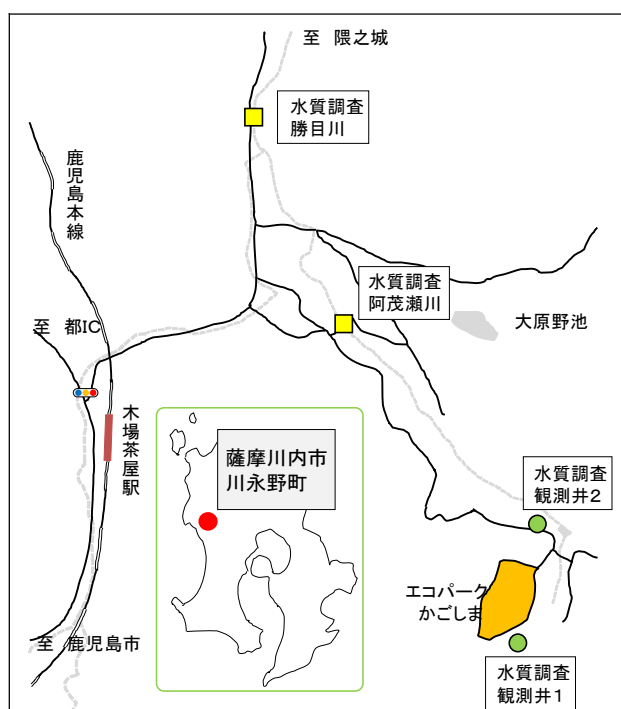 至 隈之城
水質調査
勝目川
鹿児島本線
水質調査
阿茂瀬川
至 都IC
大原野池
木場茶屋駅
薩摩川内市
川永野町
水質調査
観測井2
エコパーク
かごしま
至 鹿児島市
水質調査
観測井1